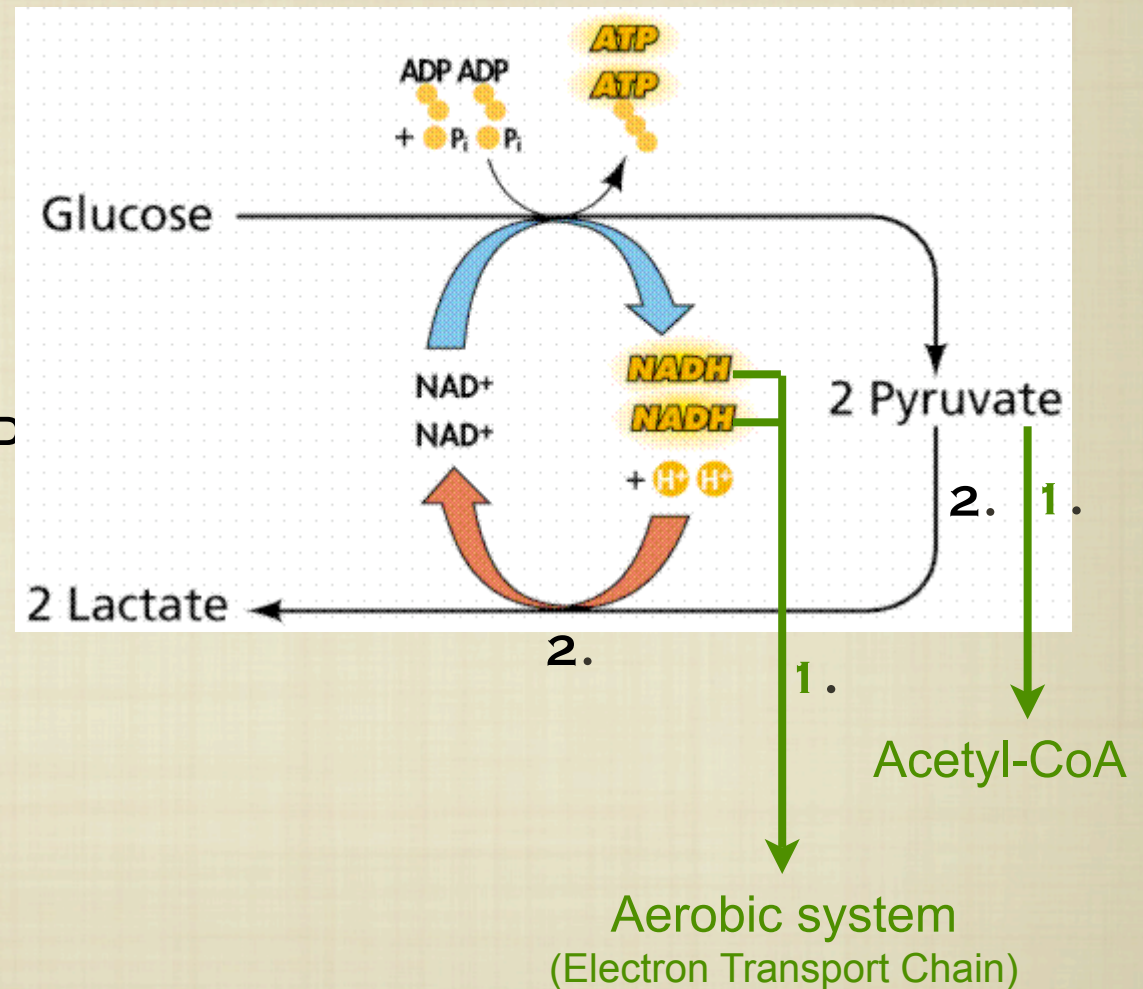 ATP
ADP ADP
ATP
+ Pi Pi
Glucose
NADH
NAD+
2 Pyruvate
NADH
NAD+
+ H+ H+
2. 1.
2 Lactate
2.
1.
Acetyl-CoA
Aerobic system
(Electron Transport Chain)